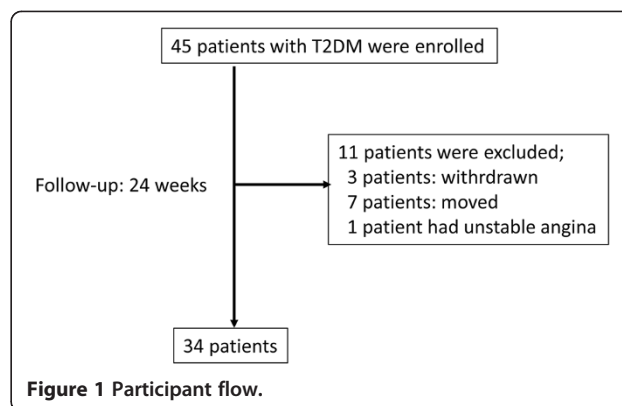 45 patients with T2DM were enrolled
Follow-up: 24 weeks
11 patients were excluded;
3 patients: withrdrawn
7 patients: moved
1 patient had unstable angina
34 patients
Figure 1 Participant flow.